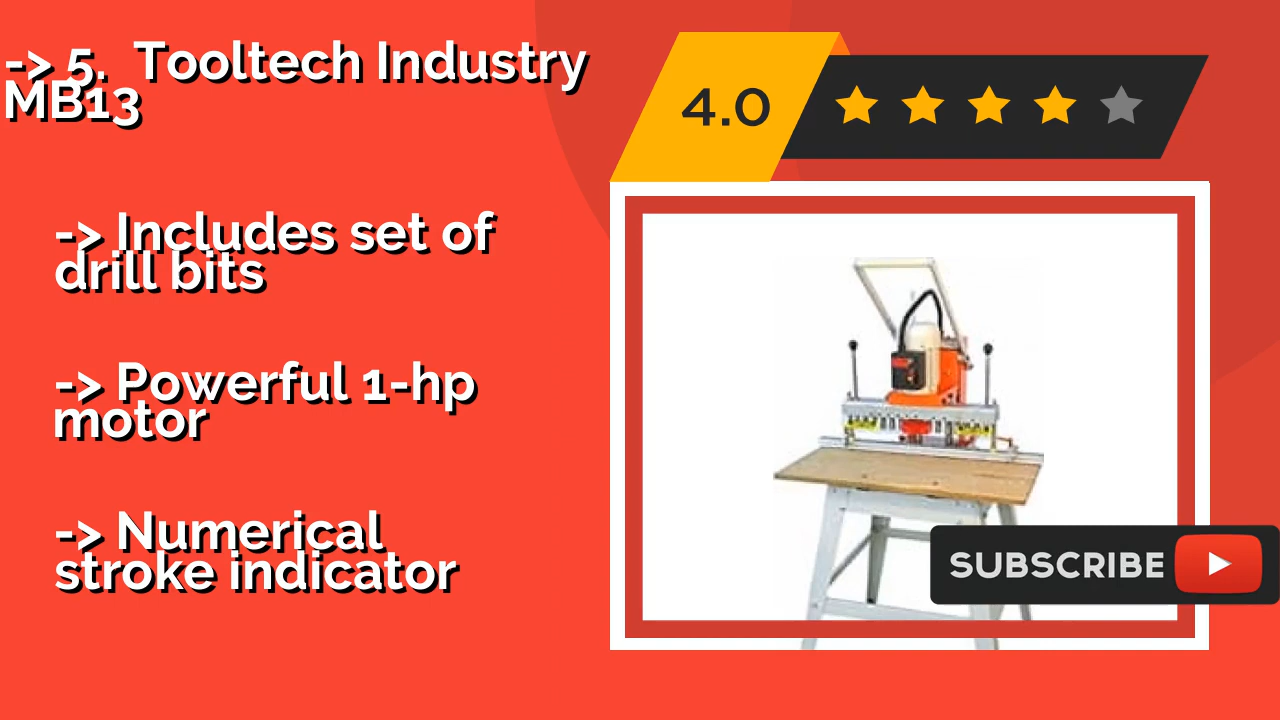 -> 5.  Tooltech Industry
MB13
4.0
-> Includes set of
drill bits
-> Powerful 1-hp
motor
-> Numerical
stroke indicator
SUBSCRIBE